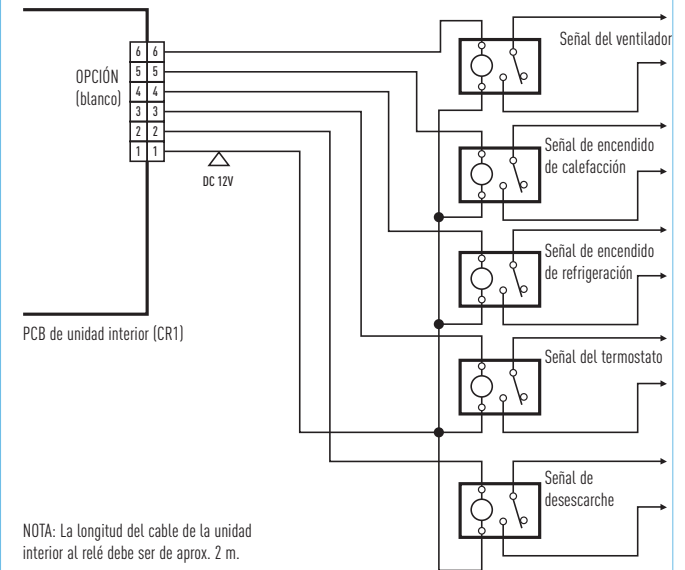 OPCIÓN
(blanco)
6 6
5 5
4 4
3 3
2 2
1 1
DC 12V
PCB de unidad interior (CR1)
Señal del ventilador
Señal de encendido
de calefacción
Señal de encendido
de refrigeración
Señal del termostato
Señal de
desescarche
NOTA: La longitud del cable de la unidad
interior al relé debe ser de aprox. 2 m.